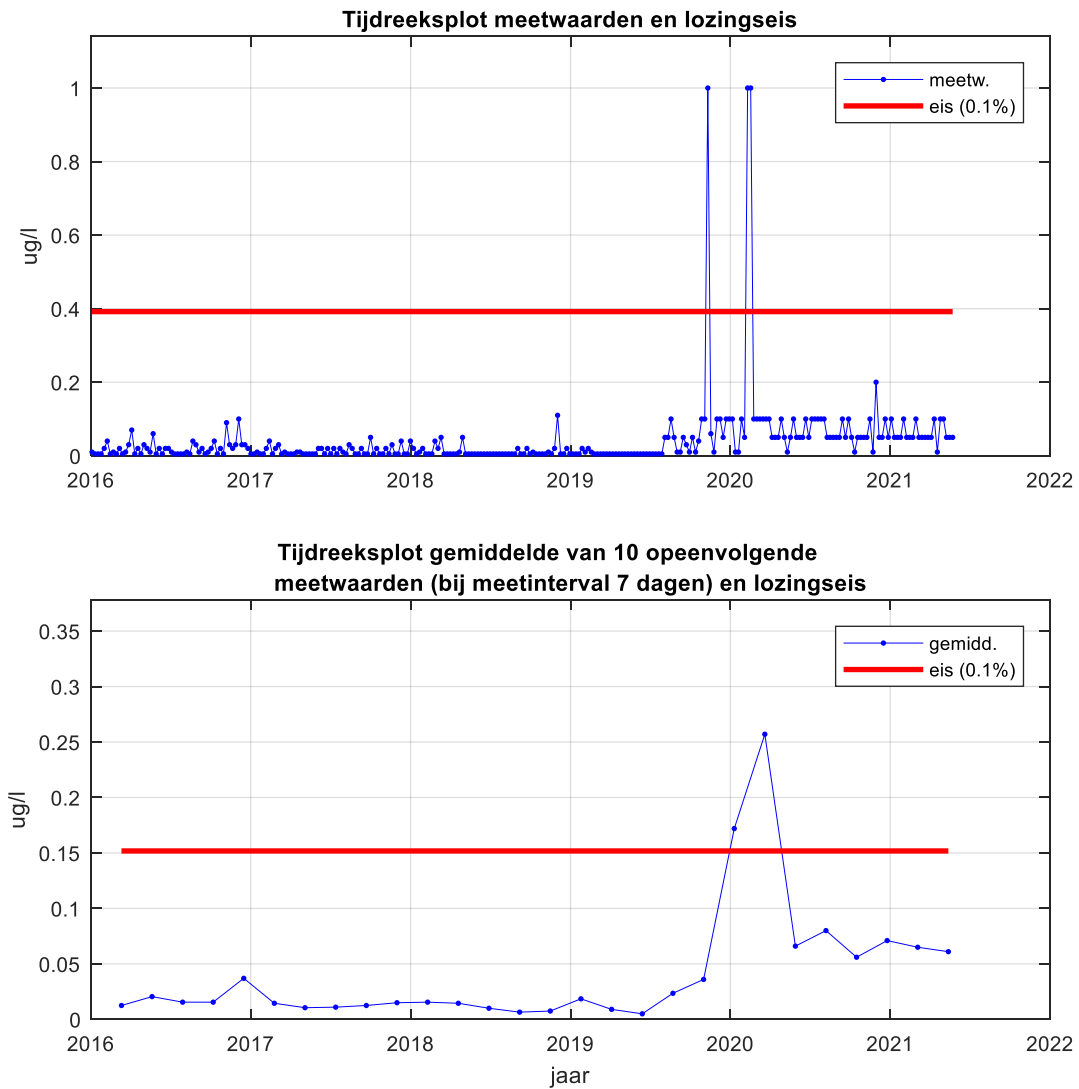 Tijdreeksplot meetwaarden en lozingseis
meetw.
eis (0.1%)
ug/l
1
0.8
0.6
0.4
0.2
0
2016 2017 2018 2019 2020 2021 2022
Tijdreeksplot gemiddelde van 10 opeenvolgende
meetwaarden (bij meetinterval 7 dagen) en lozingseis
gemidd.
eis (0.1%)
ug/l
0.35
0.3
0.25
0.2
0.15
0.1
0.05
0
2016 2017 2018 2019 2020 2021 2022
jaar